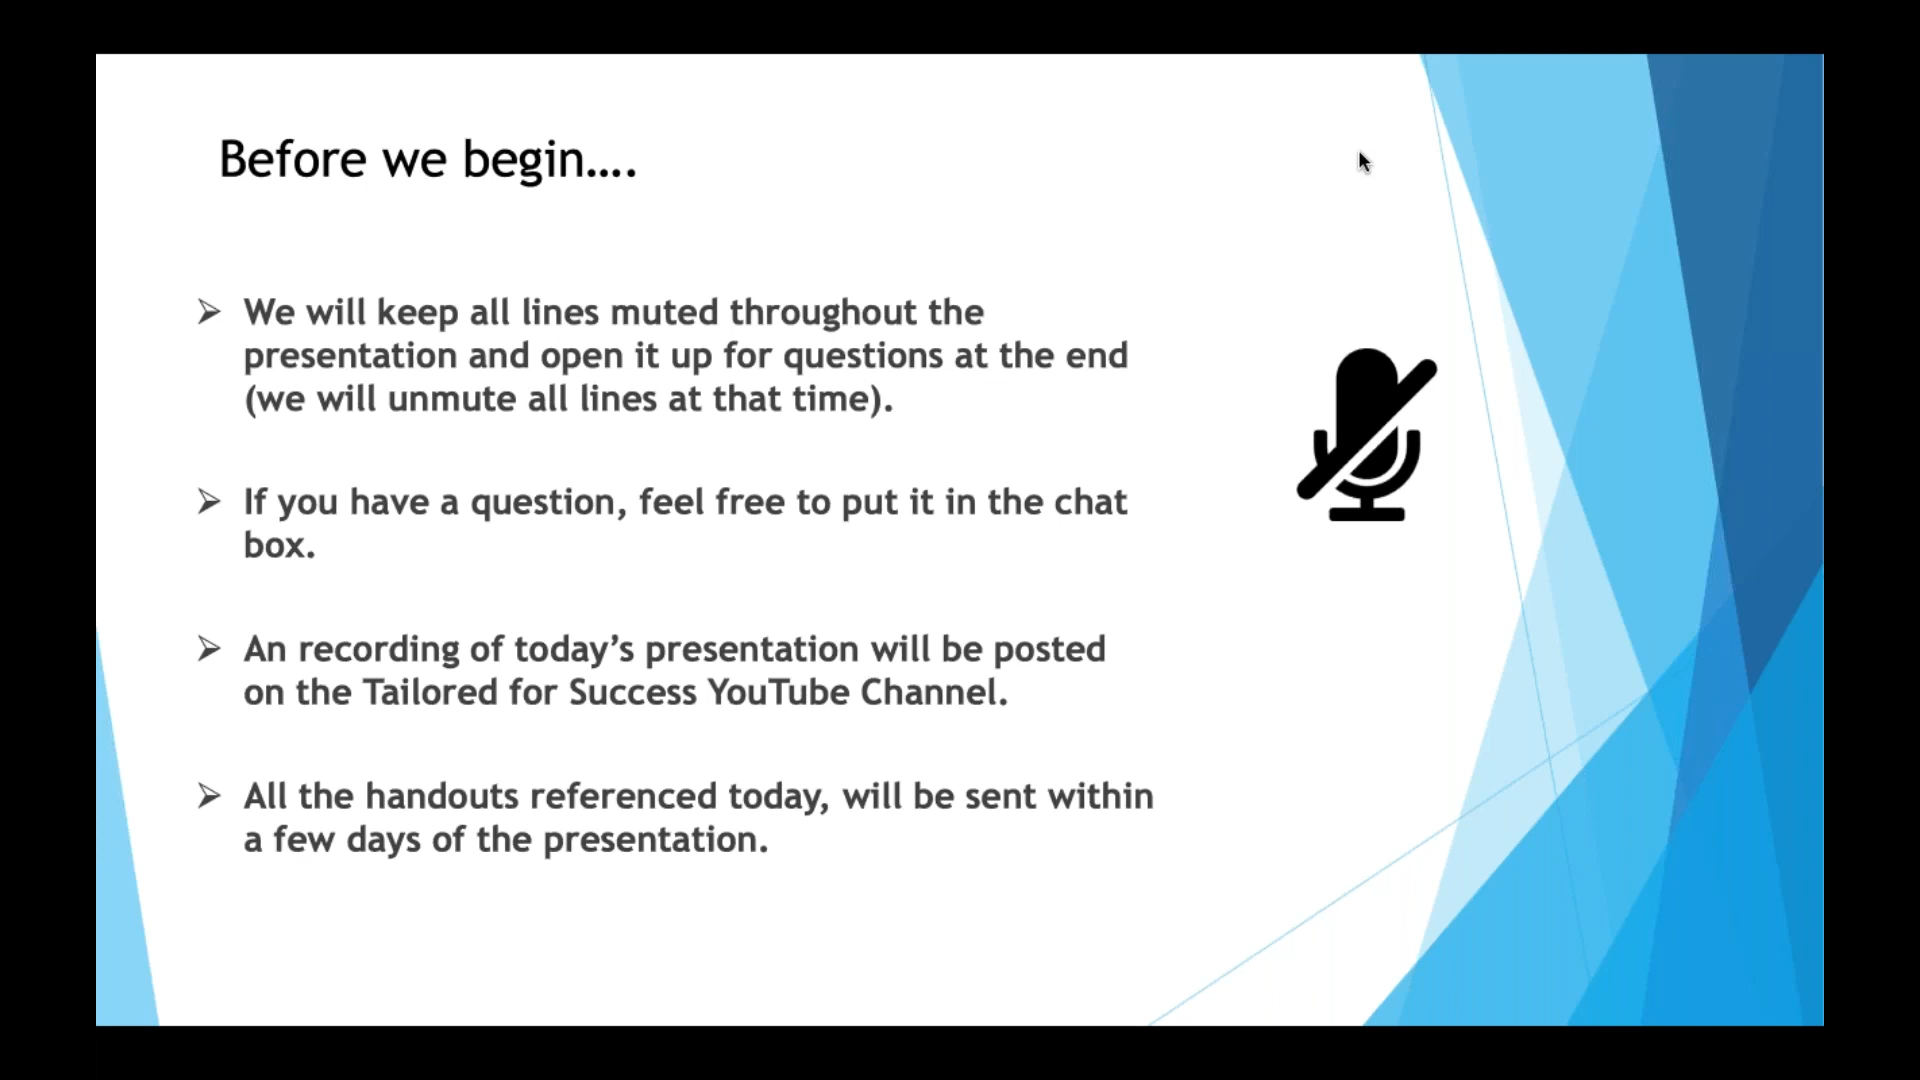 Before we begin....
We will keep all lines muted throughout the
presentation and open it up for questions at the end
(we will unmute all lines at that time).
If you have a question, feel free to put it in the chat
box.
An recording of today’s presentation will be posted
on the Tailored for Success YouTube Channel.
All the handouts referenced today, will be sent within
a few days of the presentation.